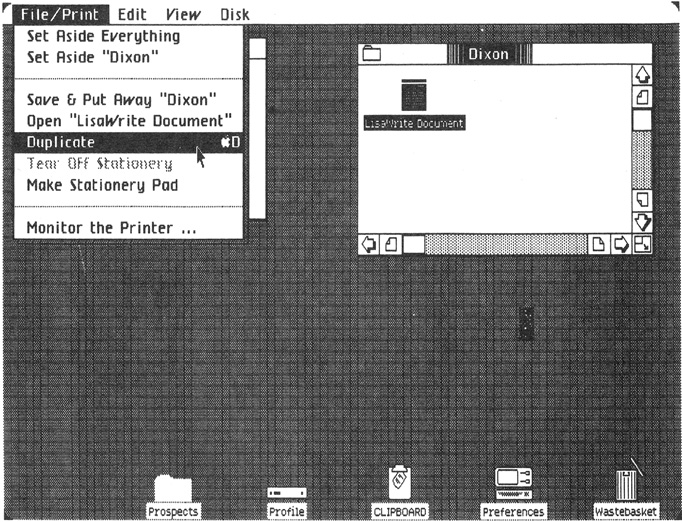 File/Print Edit View Disk
Set Aside Everything
Set Aside "Dixon"
Save & Put Away "Dixon"
Open "LisaWrite Document"
Duplicate D
Tear Off Stationery
Make Stationery Pad
Monitor the Printer ...
Dixon
LisaWrite Document
Prospects
Profile
CLIPBOARD
Preferences
Wastebasket